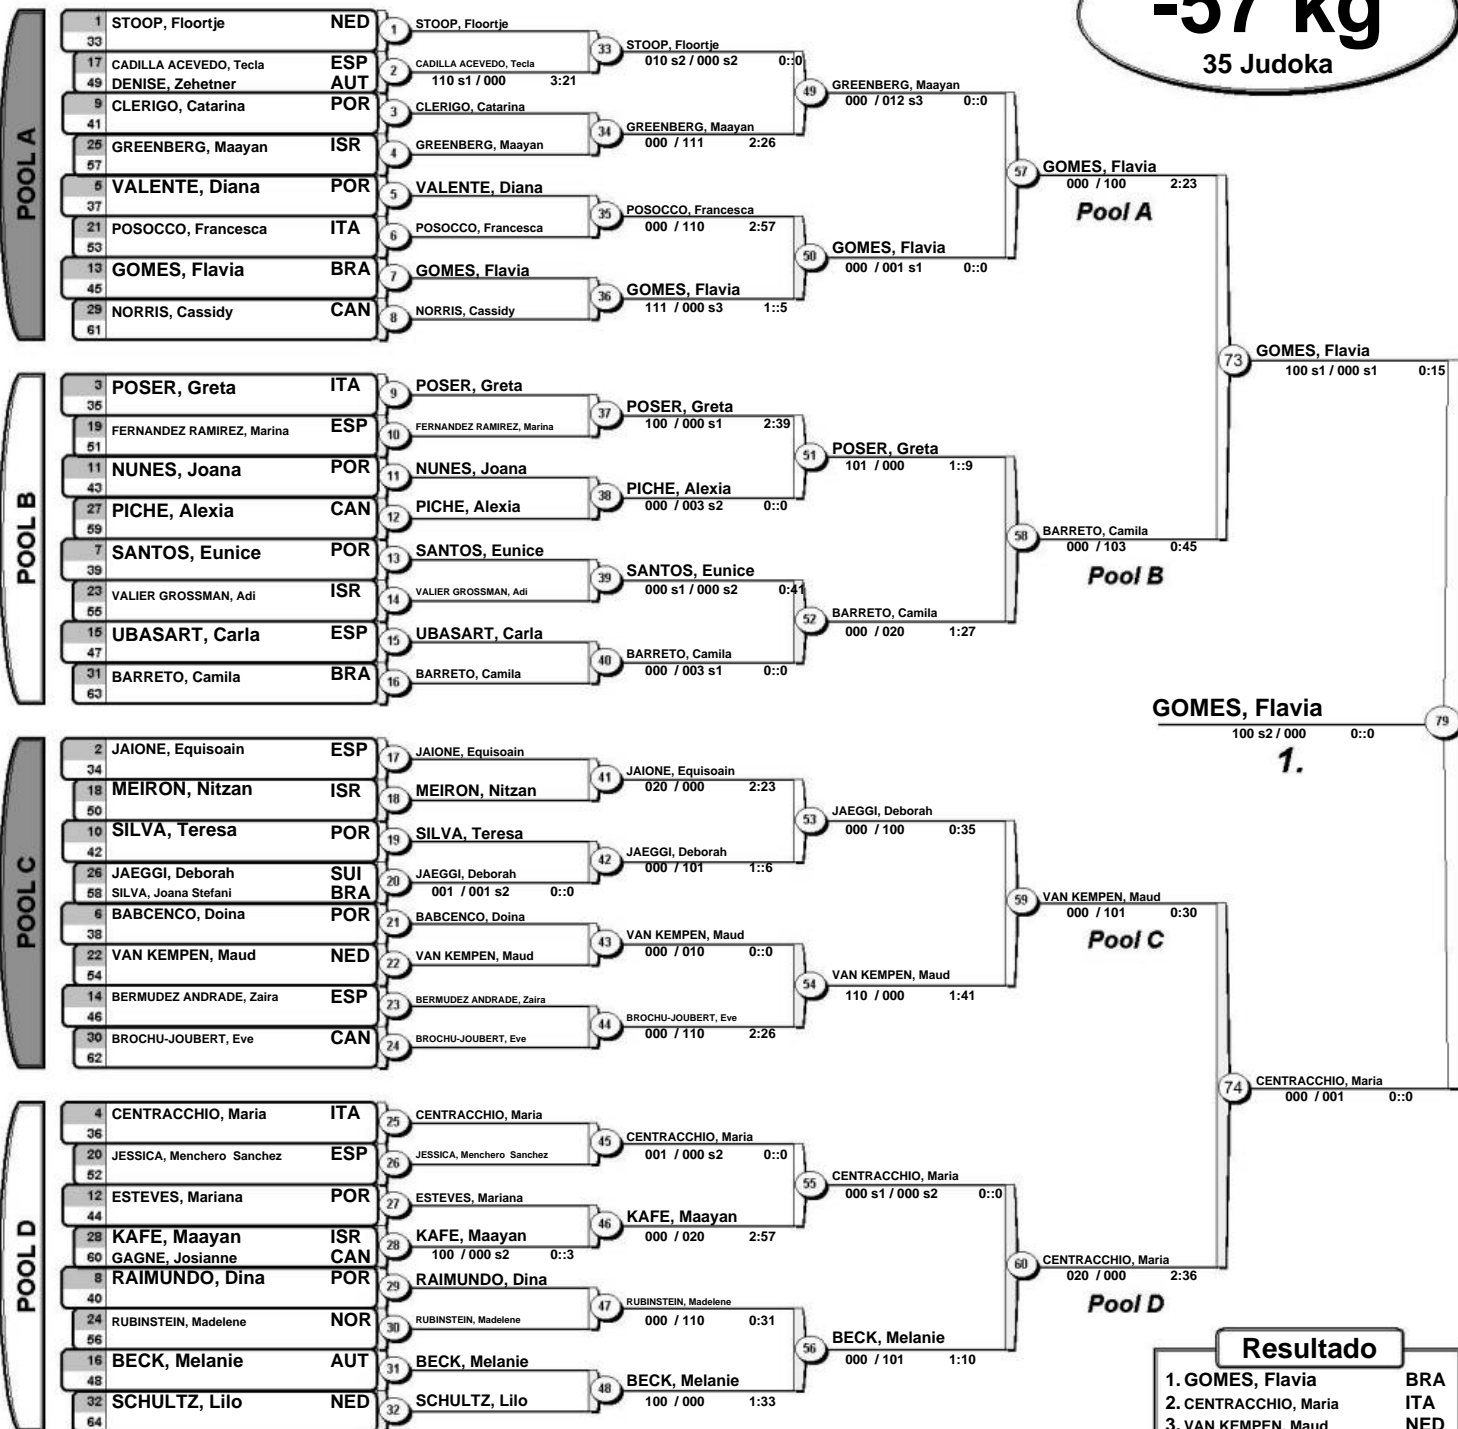 -57 kg
35 Judoka
POOL A
1 STOOP, Floortje NED
33
17 CADILLA ACEVEDO, Tecla ESP
49 DENISE, Zehetner AUT
9 CLERIGO, Catarina POR
41
25 GREENBERG, Maayan ISR
57
5 VALENTE, Diana POR
37
21 POSOCCO, Francesca ITA
53
13 GOMES, Flavia BRA
45
29 NORRIS, Cassidy CAN
61
1 STOOP, Floortje
2 CADILLA ACEVEDO, Tecla
110 s1 / 000 3:21
3 CLERIGO, Catarina
4 GREENBERG, Maayan
5 VALENTE, Diana
6 POSOCCO, Francesca
7 GOMES, Flavia
8 NORRIS, Cassidy
33 STOOP, Floortje
010 s2 / 000 s2 0::0
34 GREENBERG, Maayan
000 / 111 2:26
35 POSOCCO, Francesca
000 / 110 2:57
36 GOMES, Flavia
111 / 000 s3 1::5
49 GREENBERG, Maayan
000 / 012 s3 0::0
50 GOMES, Flavia
000 / 001 s1 0::0
57 GOMES, Flavia
000 / 100 2:23
Pool A
POOL B
3 POSER, Greta ITA
35
19 FERNANDEZ RAMIREZ, Marina ESP
51
11 NUNES, Joana POR
43
27 PICHE, Alexia CAN
59
7 SANTOS, Eunice POR
39
23 VALIER GROSSMAN, Adi ISR
55
15 UBASART, Carla ESP
47
31 BARRETO, Camila BRA
63
9 POSER, Greta
10 FERNANDEZ RAMIREZ, Marina
11 NUNES, Joana
12 PICHE, Alexia
13 SANTOS, Eunice
14 VALIER GROSSMAN, Adi
15 UBASART, Carla
16 BARRETO, Camila
37 POSER, Greta
100 / 000 s1 2:39
38 PICHE, Alexia
000 / 003 s2 0::0
39 SANTOS, Eunice
000 s1 / 000 s2 0:41
40 BARRETO, Camila
000 / 003 s1 0::0
51 POSER, Greta
101 / 000 1::9
52 BARRETO, Camila
000 / 020 1:27
58 BARRETO, Camila
000 / 103 0:45
Pool B
73 GOMES, Flavia
100 s1 / 000 s1 0:15
GOMES, Flavia 79
100 s2 / 000 0::0
1.
POOL C
2 JAIONE, Equisoain ESP
34
18 MEIRON, Nitzan ISR
50
10 SILVA, Teresa POR
42
26 JAEGGI, Deborah SUI
58 SILVA, Joana Stefani BRA
6 BABCENCO, Doina POR
38
22 VAN KEMPEN, Maud NED
54
14 BERMUDEZ ANDRADE, Zaira ESP
46
30 BROCHU-JOUBERT, Eve CAN
62
17 JAIONE, Equisoain
18 MEIRON, Nitzan
19 SILVA, Teresa
20 JAEGGI, Deborah
001 / 001 s2 0::0
21 BABCENCO, Doina
22 VAN KEMPEN, Maud
23 BERMUDEZ ANDRADE, Zaira
24 BROCHU-JOUBERT, Eve
41 JAIONE, Equisoain
020 / 000 2:23
42 JAEGGI, Deborah
000 / 101 1::6
43 VAN KEMPEN, Maud
000 / 010 0::0
44 BROCHU-JOUBERT, Eve
000 / 110 2:26
53 JAEGGI, Deborah
000 / 100 0:35
54 VAN KEMPEN, Maud
110 / 000 1:41
59 VAN KEMPEN, Maud
000 / 101 0:30
Pool C
POOL D
4 CENTRACCHIO, Maria ITA
36
20 JESSICA, Menchero Sanchez ESP
52
12 ESTEVES, Mariana POR
44
28 KAFE, Maayan ISR
60 GAGNE, Josianne CAN
8 RAIMUNDO, Dina POR
40
24 RUBINSTEIN, Madelene NOR
56
16 BECK, Melanie AUT
48
32 SCHULTZ, Lilo NED
64
25 CENTRACCHIO, Maria
26 JESSICA, Menchero Sanchez
27 ESTEVES, Mariana
28 KAFE, Maayan
100 / 000 s2 0::3
29 RAIMUNDO, Dina
30 RUBINSTEIN, Madelene
31 BECK, Melanie
32 SCHULTZ, Lilo
45 CENTRACCHIO, Maria
001 / 000 s2 0::0
46 KAFE, Maayan
000 / 020 2:57
47 RUBINSTEIN, Madelene
000 / 110 0:31
48 BECK, Melanie
100 / 000 1:33
55 CENTRACCHIO, Maria
000 s1 / 000 s2 0::0
56 BECK, Melanie
000 / 101 1:10
60 CENTRACCHIO, Maria
020 / 000 2:36
Pool D
74 CENTRACCHIO, Maria
000 / 001 0::0
Resultado
1. GOMES, Flavia BRA
2. CENTRACCHIO, Maria ITA
3. VAN KEMPEN, Maud NED